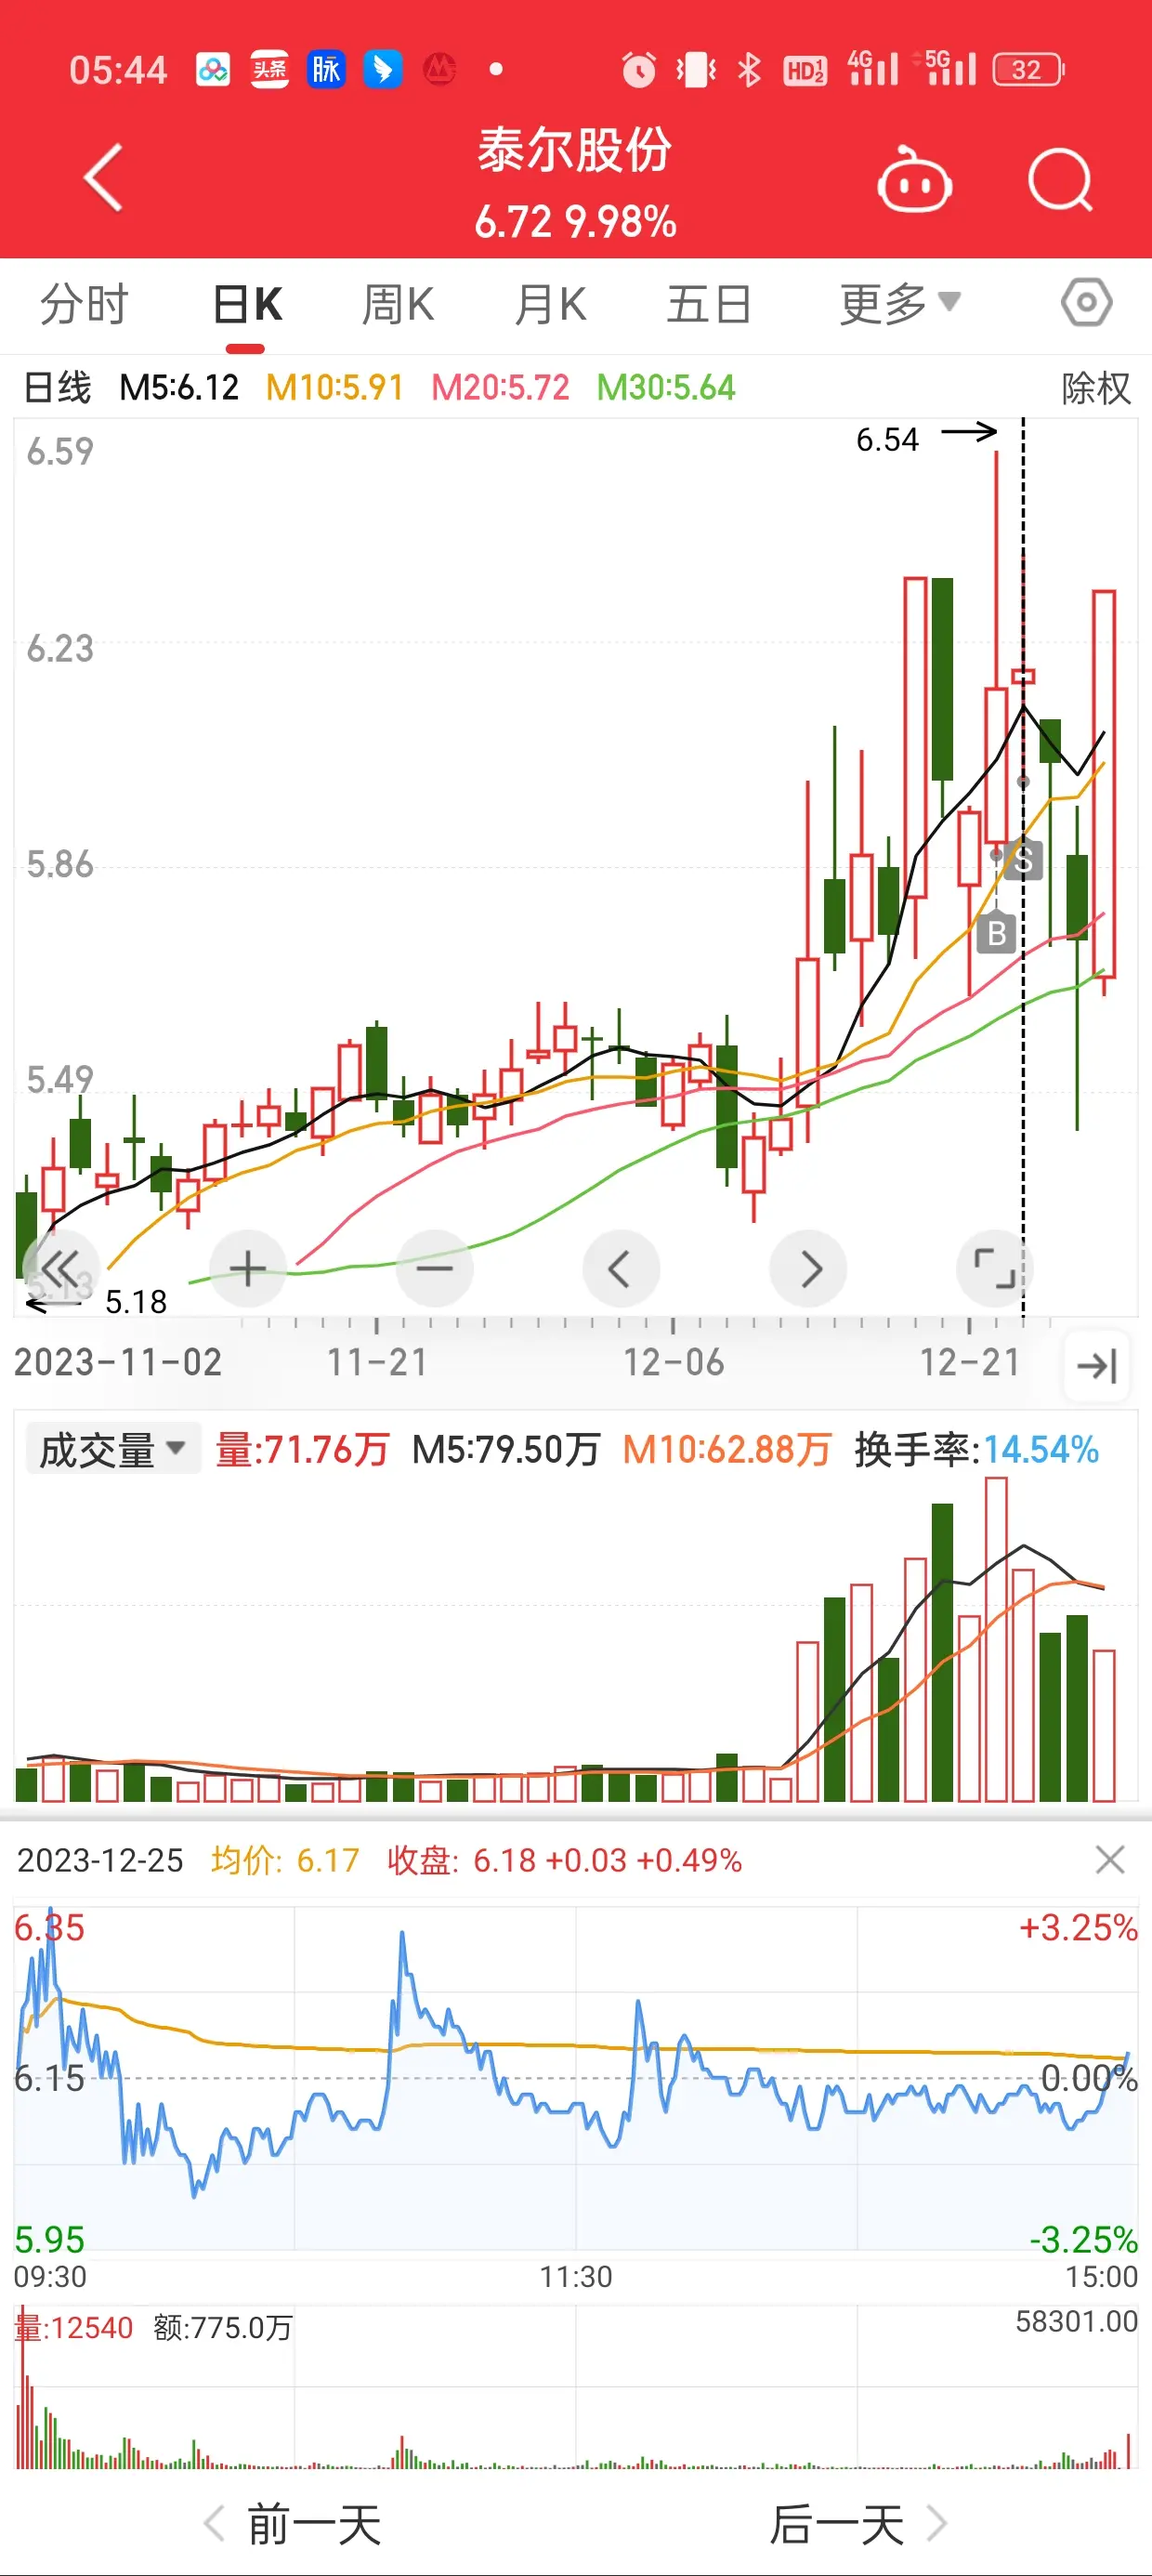 05:44 头条 脉 HD 1 2 4G 5G 32
泰尔股份
6.72 9.98%
分时 日K 周K 月K 五日 更多
日线 M5:6.12 M10:5.91 M20:5.72 M30:5.64 除权
6.54
6.59
6.23
5.86
S
B
5.49
5.13
5.18
2023-11-02 11-21 12-06 12-21
成交量 量:71.76万 M5:79.50万 M10:62.88万 换手率:14.54%
2023-12-25 均价: 6.17 收盘: 6.18 +0.03 +0.49%
6.35 +3.25%
6.15 0.00%
5.95 -3.25%
09:30 11:30 15:00
量:12540 额:775.0万 58301.00
前一天 后一天